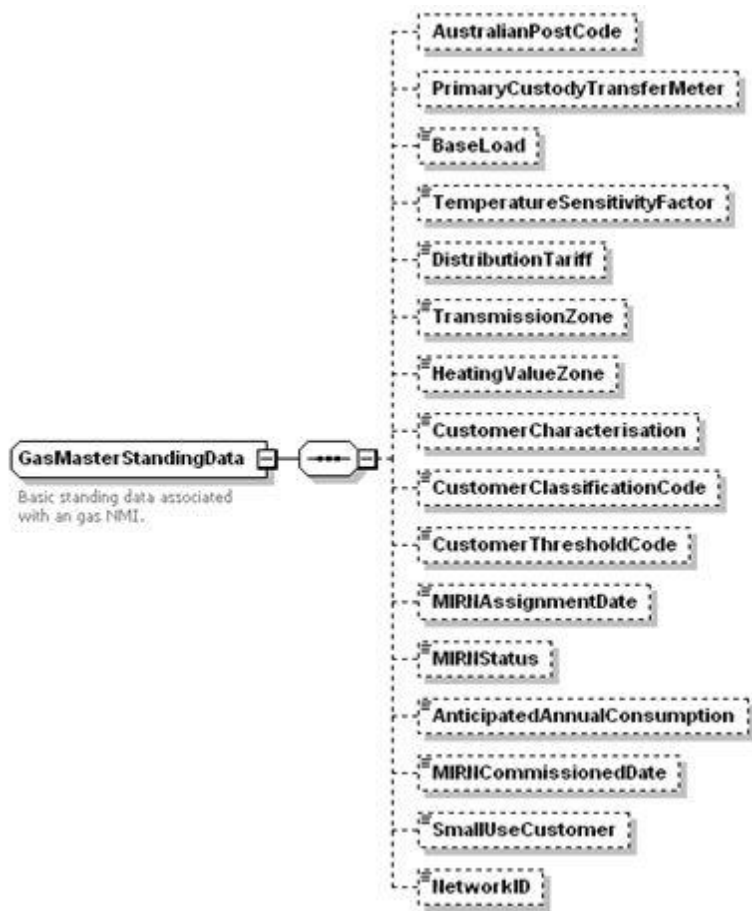 AustralianPostCode
PrimaryCustodyTransferMeter
BaseLoad
TemperatureSensitivityFactor
DistributionTariff
TransmissionZone
HeatingValueZone
CustomerCharacterisation
GasMasterStandingData
Basic standing data associated
with an gas NMI.
CustomerClassificationCode
CustomerThresholdCode
MIRNAssignmentDate
MIRNStatus
AnticipatedAnnualConsumption
MIRNCommissionedDate
SmallUseCustomer
NetworkID